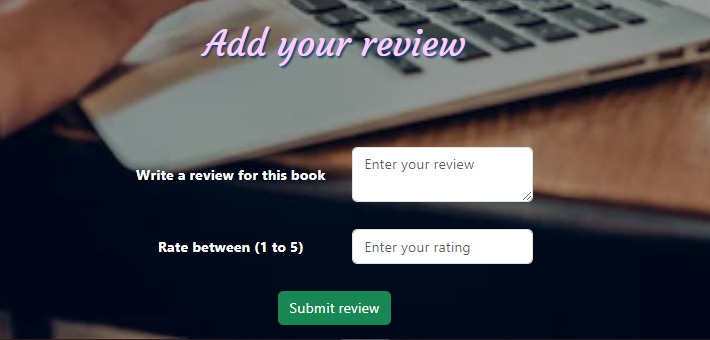 Add your review
Write a review for this book
Enter your review
Rate between (1 to 5)
Enter your rating
Submit review